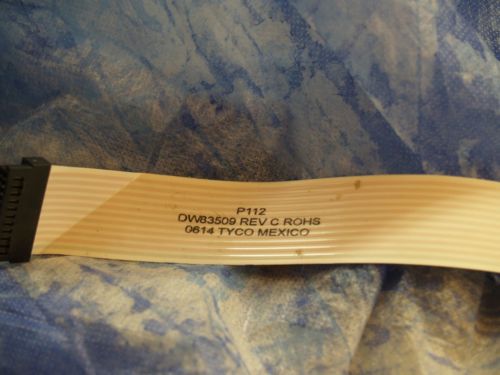 P112
DW83509 REV C ROHS
0614 TYCO MEXICO